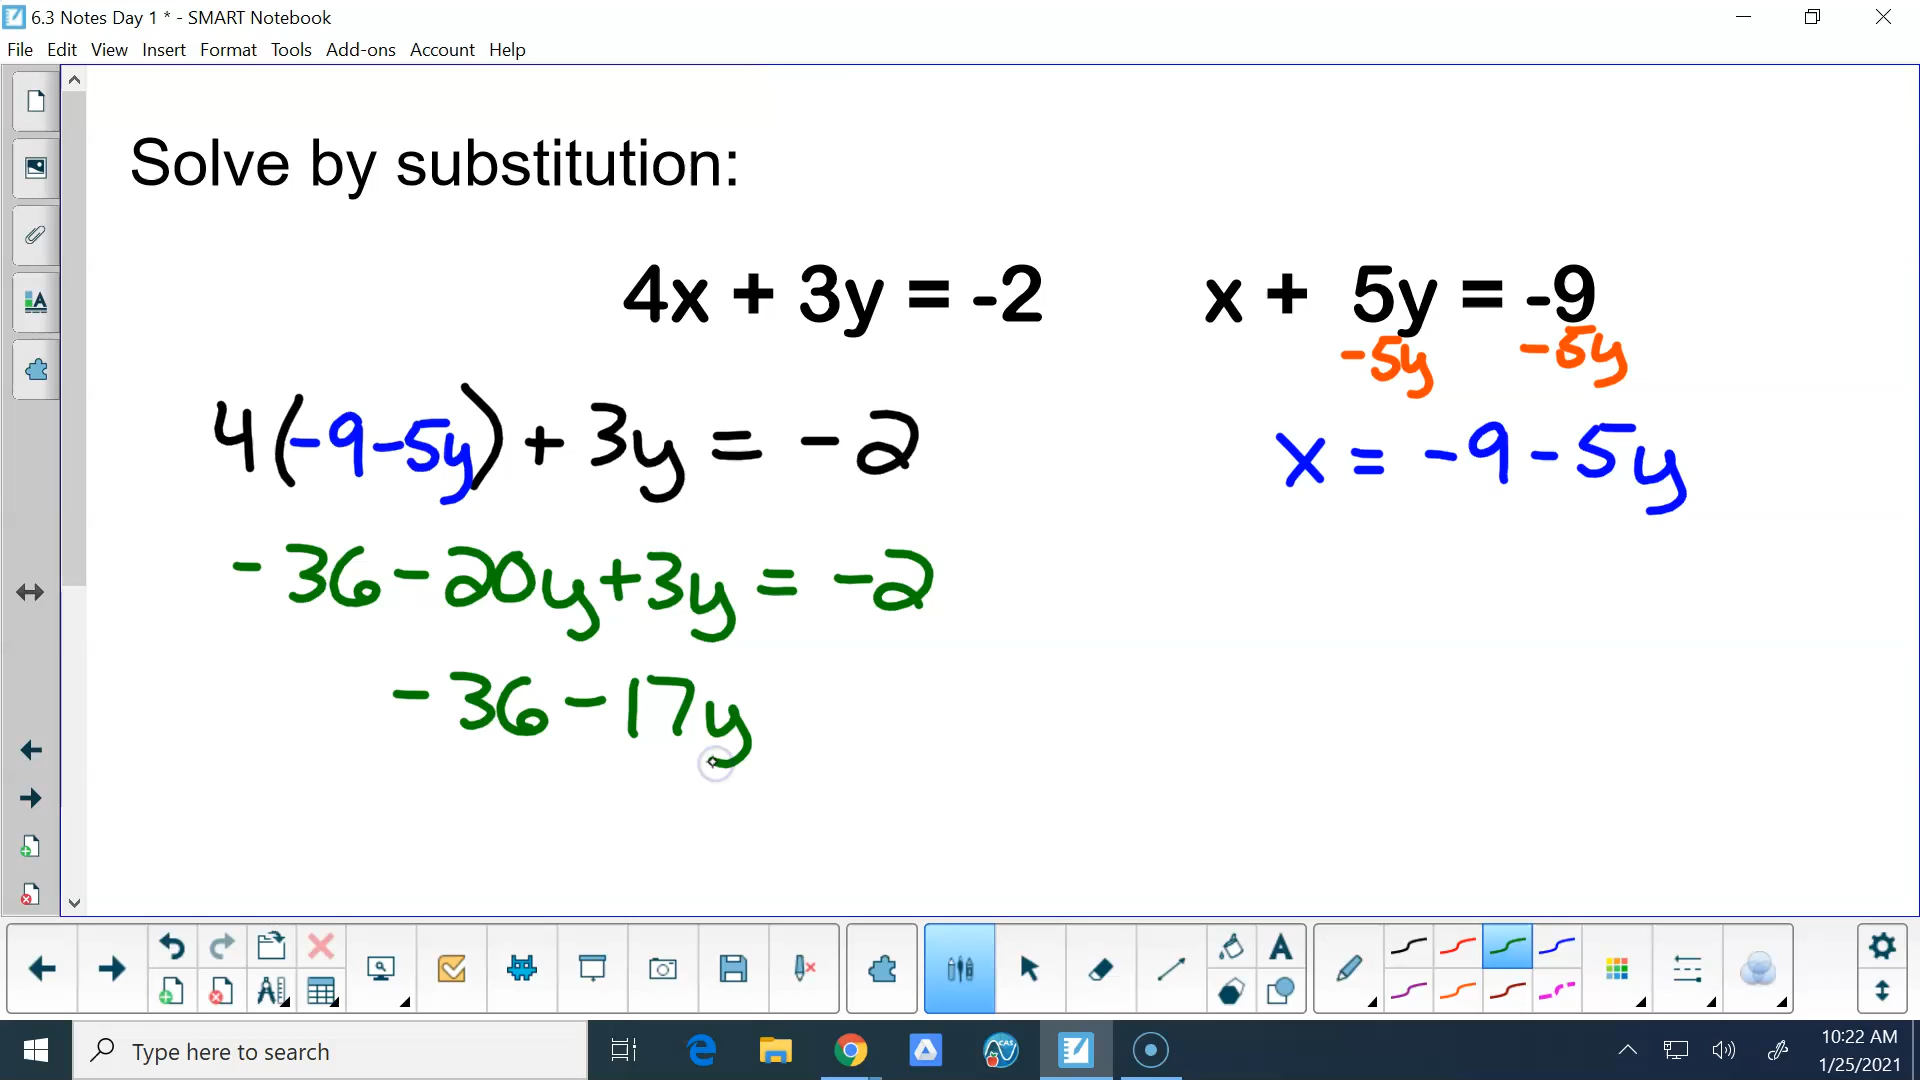 6.3 Notes Day 1 * - SMART Notebook
File Edit View Insert Format Tools Add-ons Account Help
Solve by substitution:
4x + 3y = -2 x + 5y = -9
-5y -5y
4(-9-5y) + 3y = -2 x = -9-5y
-36-20y+3y = -2
-36-17y
Type here to search
CAS
10:22 AM
1/25/2021